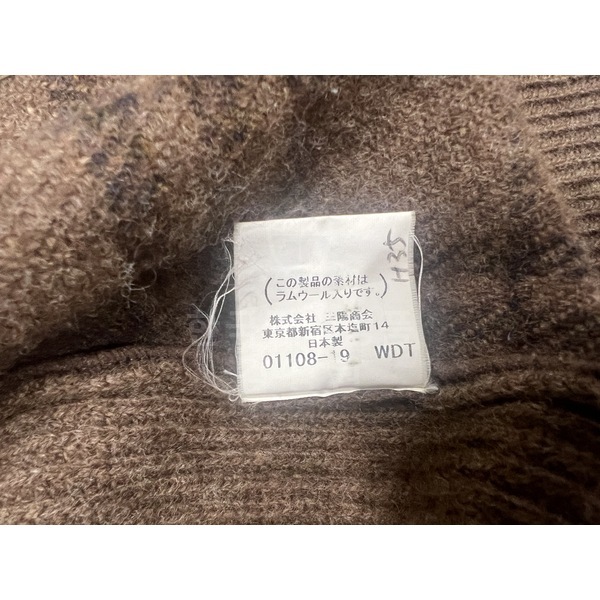 この製品の素材は
ラムウール入りです。
株式会社 三陽商会
東京都新宿区本塩町14
日本製
01108-19 WDT
H35